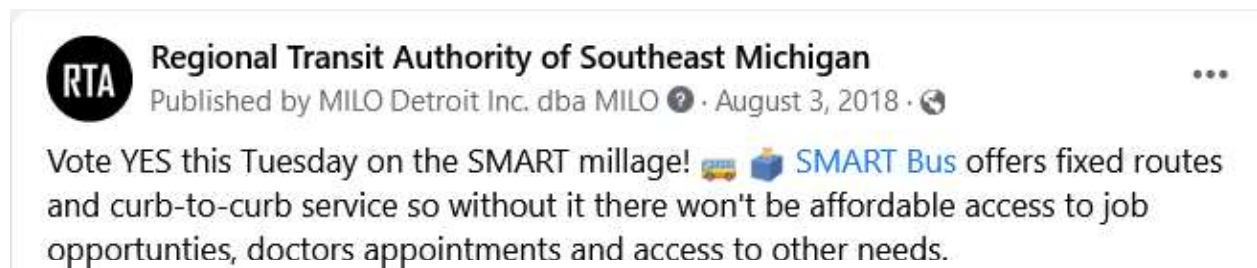 RTA
Regional Transit Authority of Southeast Michigan
Published by MILO Detroit Inc. dba MILO ? · August 3, 2018 ·
Vote YES this Tuesday on the SMART millage! 🚌 🗳️ SMART Bus offers fixed routes
and curb-to-curb service so without it there won't be affordable access to job
opportunties, doctors appointments and access to other needs.